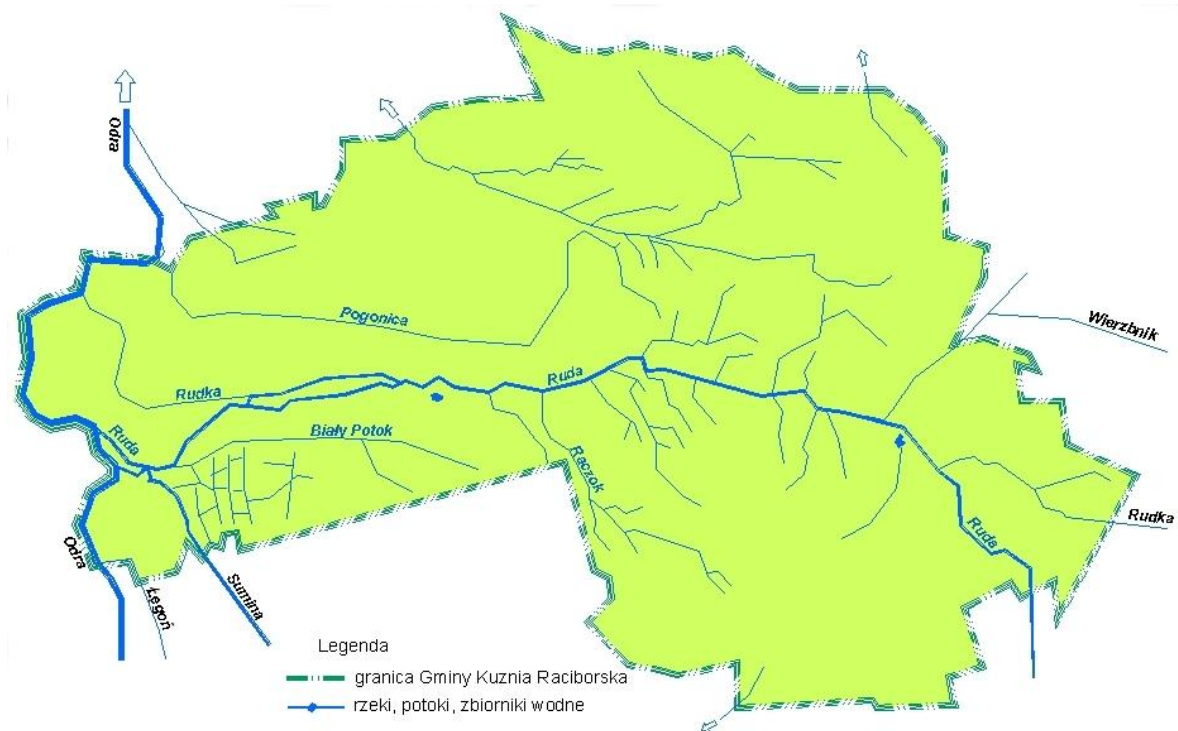 Odra
Wierzbnik
Pogonica
Ruda
Rudka
Ruda
Biały Potok
Raczok
Rudka
Ruda
Odra
Łęgoń
Sumina
Legenda
granica Gminy Kuznia Raciborska
rzeki, potoki, zbiorniki wodne